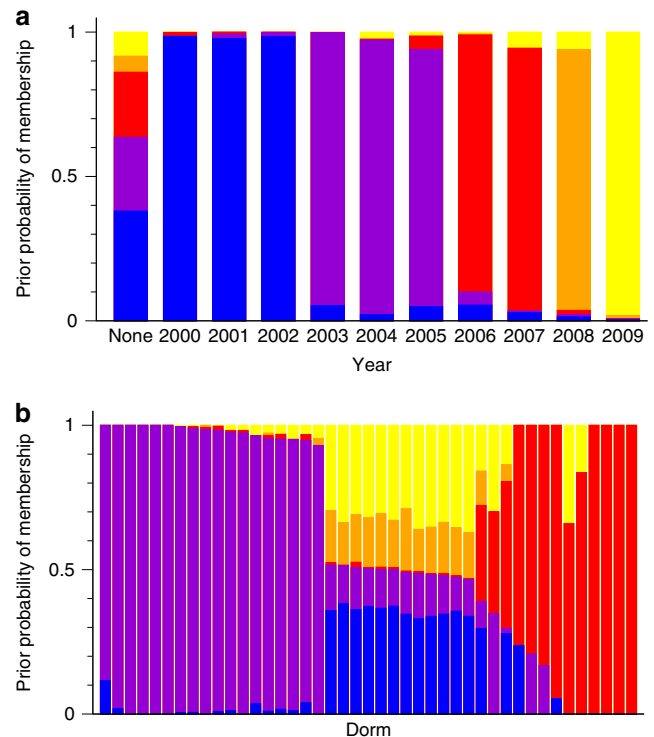 a
Prior probability of membership
1
0.5
0
None 2000 2001 2002 2003 2004 2005 2006 2007 2008 2009
Year
b
Prior probability of membership
1
0.5
0
Dorm